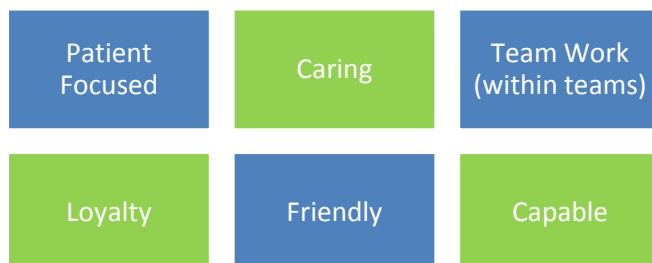 Patient
Focused
Caring
Team Work
(within teams)
Loyalty
Friendly
Capable